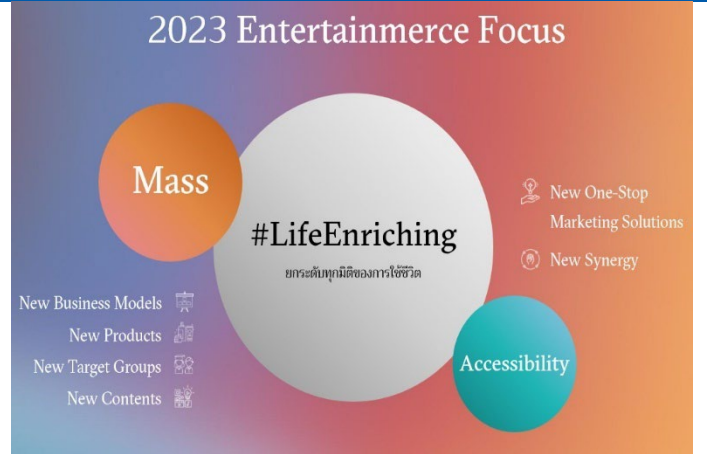 2023 Entertainmerce Focus
Mass
#LifeEnriching
ยกระดับทุกมิติของการใช้ชีวิต
New Business Models
New Products
New Target Groups
New Contents
New One-Stop
Marketing Solutions
New Synergy
Accessibility